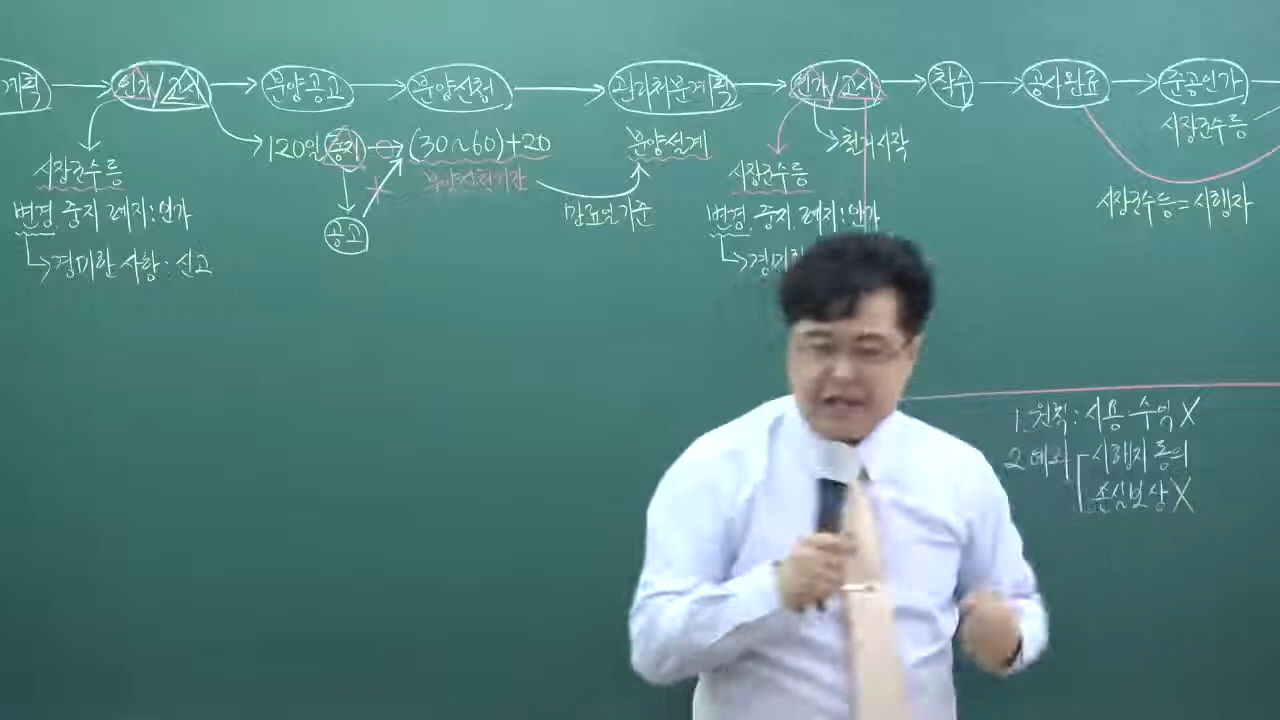 계획 → 인가/고시 → 분양공고 → 분양신청 → 관리처분계획 → 인가/고시 → 착수 → 공사완료 → 준공인가
120일 통지 → (30~60)+20
분양설계
철거시작
시장군수등
시장군수등
분양신청기간
시장군수등
변경. 중지 폐지: 인가
공고
만료일 기준
변경. 중지 폐지: 인가
시장군수등=시행자
경미한 사항: 신고
경미한
1. 원칙: 사용·수익 X
2. 예외
시행자 동의
손실보상 X